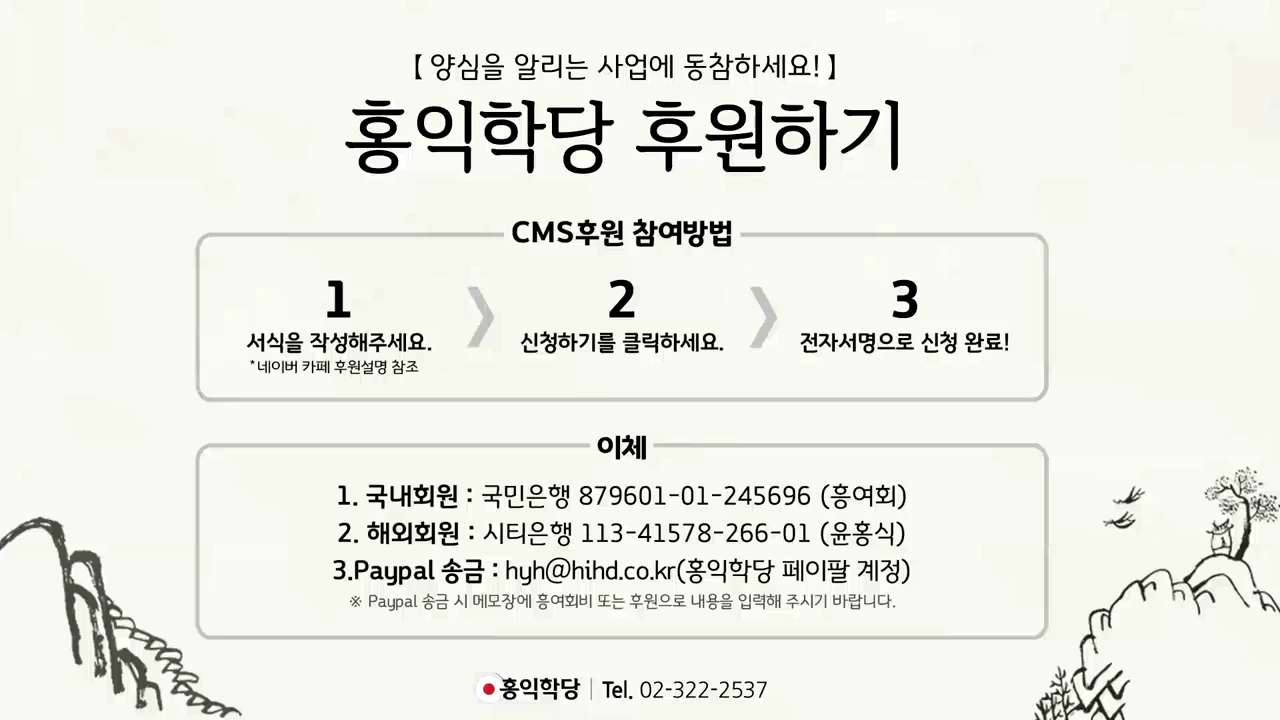 【 양심을 알리는 사업에 동참하세요! 】
홍익학당 후원하기
CMS후원 참여방법
1
서식을 작성해주세요.
*네이버 카페 후원설명 참조
2
신청하기를 클릭하세요.
3
전자서명으로 신청 완료!
이체
1. 국내회원 : 국민은행 879601-01-245696 (흥여회)
2. 해외회원 : 시티은행 113-41578-266-01 (윤홍식)
3.Paypal 송금 : hyh@hihd.co.kr(홍익학당 페이팔 계정)
※ Paypal 송금 시 메모장에 흥여회비 또는 후원으로 내용을 입력해 주시기 바랍니다.
홍익학당 | Tel. 02-322-2537